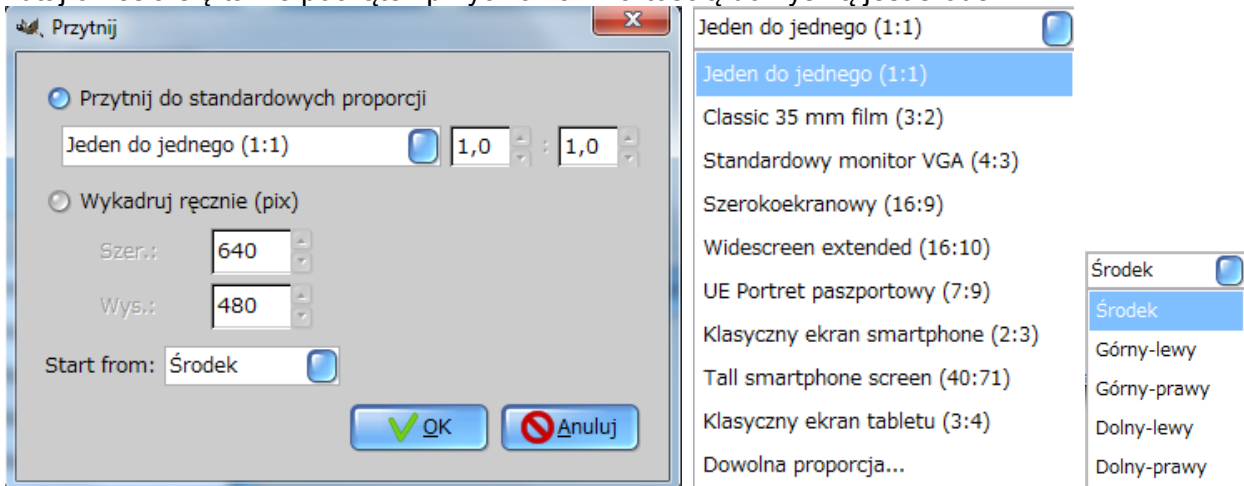 Przytnij
Przytnij do standardowych proporcji
Jeden do jednego (1:1) 1,0 : 1,0
Wykadruj ręcznie (pix)
Szer.: 640
Wys.: 480
Start from: Środek
OK Anuluj
Jeden do jednego (1:1)
Jeden do jednego (1:1)
Classic 35 mm film (3:2)
Standardowy monitor VGA (4:3)
Szerokoekranowy (16:9)
Widescreen extended (16:10)
UE Portret paszportowy (7:9)
Klasyczny ekran smartphone (2:3)
Tall smartphone screen (40:71)
Klasyczny ekran tabletu (3:4)
Dowolna proporcja...
Środek
Środek
Górny-lewy
Górny-prawy
Dolny-lewy
Dolny-prawy